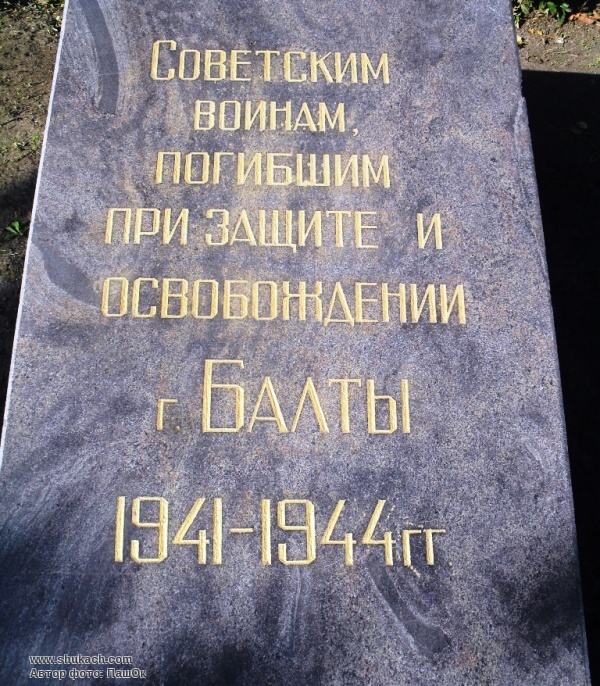 Советским
воинам,
погибшим
при защите и
освобождении
г. Балты
1941-1944гг
www.shukach.com
Автор фото: ПашОк